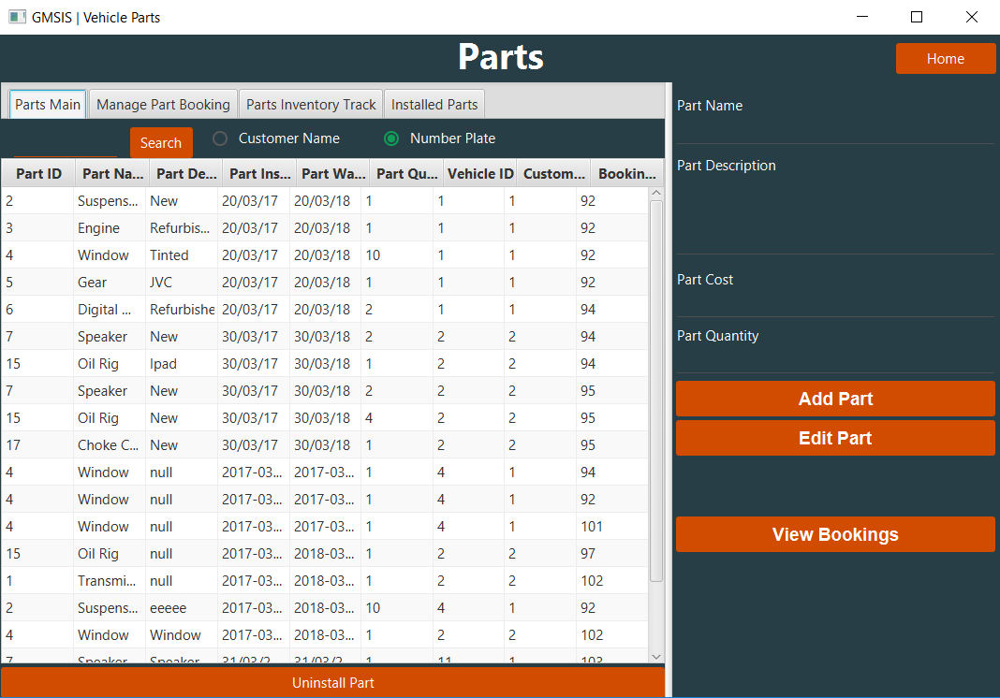 GMSIS | Vehicle Parts
Parts
Home
Parts Main Manage Part Booking Parts Inventory Track Installed Parts
Search Customer Name Number Plate
Part ID Part Na... Part De... Part Ins... Part Wa... Part Qu... Vehicle ID Custom... Bookin...
2 Suspens... New 20/03/17 20/03/18 1 1 1 92
3 Engine Refurbis... 20/03/17 20/03/18 1 1 1 92
4 Window Tinted 20/03/17 20/03/18 10 1 1 92
5 Gear JVC 20/03/17 20/03/18 1 1 1 92
6 Digital ... Refurbishe 20/03/17 20/03/18 2 1 1 94
7 Speaker New 30/03/17 30/03/18 2 2 2 94
15 Oil Rig Ipad 30/03/17 30/03/18 1 2 2 94
7 Speaker New 30/03/17 30/03/18 2 2 2 95
15 Oil Rig New 30/03/17 30/03/18 4 2 2 95
17 Choke C... New 30/03/17 30/03/18 1 2 2 95
4 Window null 2017-03... 2017-03... 1 4 1 94
4 Window null 2017-03... 2017-03... 1 4 1 92
4 Window null 2017-03... 2017-03... 1 4 1 101
15 Oil Rig null 2017-03... 2018-03... 1 2 2 97
1 Transmi... null 2017-03... 2018-03... 1 2 2 102
2 Suspens... eeeee 2017-03... 2018-03... 10 4 1 92
4 Window Window 2017-03... 2018-03... 1 2 2 102
7 Speaker Speaker 31/03/2... 31/03/2... 1 11 1 103
Uninstall Part
Part Name
Part Description
Part Cost
Part Quantity
Add Part
Edit Part
View Bookings